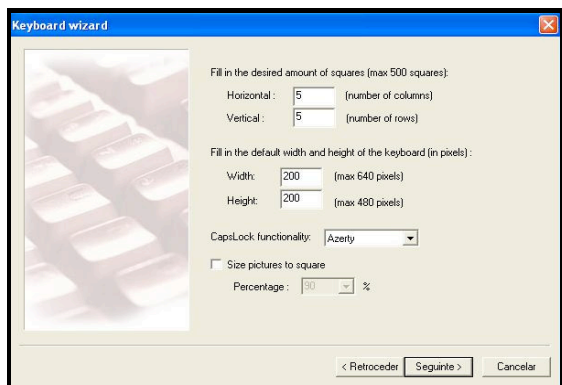 Keyboard wizard
Fill in the desired amount of squares (max 500 squares):
Horizontal : 5 (number of columns)
Vertical : 5 (number of rows)
Fill in the default width and height of the keyboard (in pixels) :
Width: 200 (max 640 pixels)
Height: 200 (max 480 pixels)
CapsLock functionality: Azerty
Size pictures to square
Percentage : 90 %
< Retroceder Seguinte > Cancelar